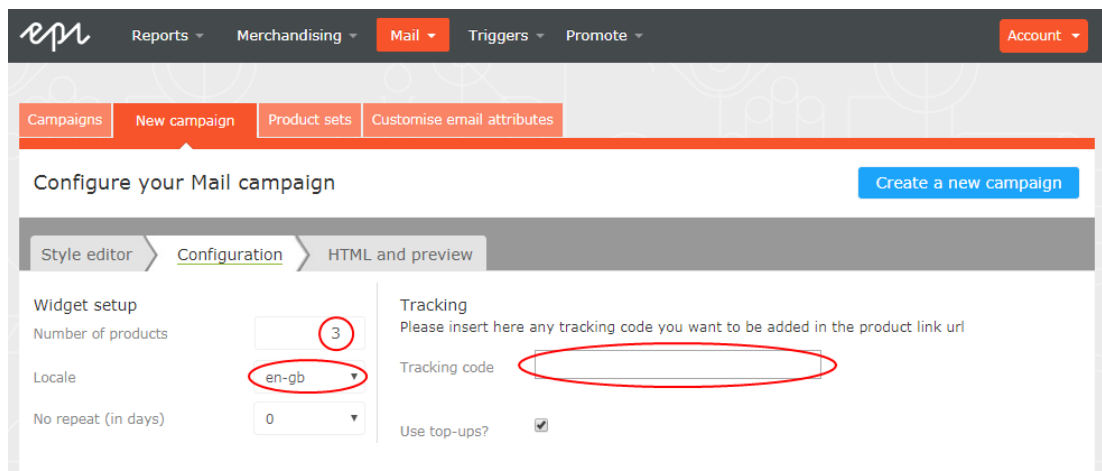 epi Reports Merchandising Mail Triggers Promote Account
Campaigns New campaign Product sets Customise email attributes
Configure your Mail campaign Create a new campaign
Style editor Configuration HTML and preview
Widget setup
Number of products 3
Locale en-gb
No repeat (in days) 0
Tracking
Please insert here any tracking code you want to be added in the product link url
Tracking code
Use top-ups?